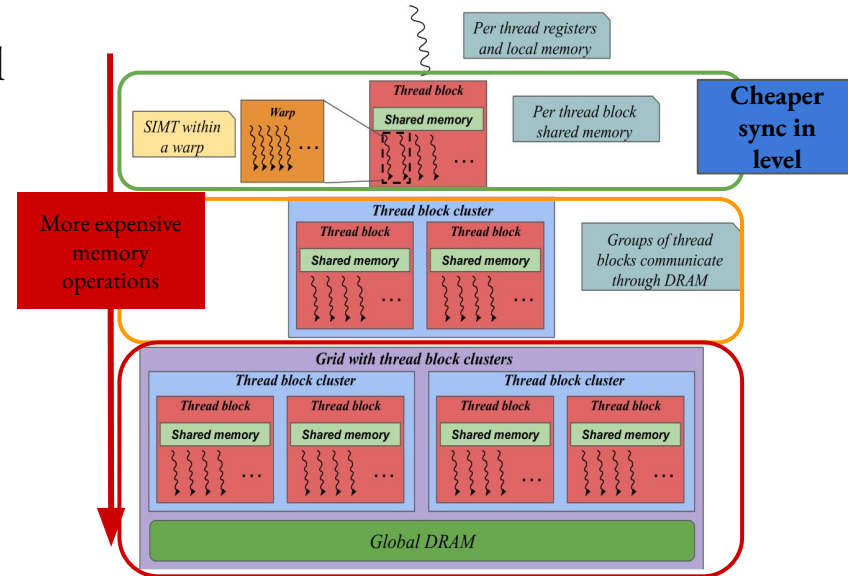 Per thread registers
and local memory
Thread block
Shared memory
...
Warp
...
SIMT within
a warp
Per thread block
shared memory
Cheaper
sync in
level
More expensive
memory
operations
Thread block cluster
Thread block
Shared memory
...
Thread block
Shared memory
...
Groups of thread
blocks communicate
through DRAM
Grid with thread block clusters
Thread block cluster
Thread block
Shared memory
...
Thread block
Shared memory
...
Thread block cluster
Thread block
Shared memory
...
Thread block
Shared memory
...
Global DRAM